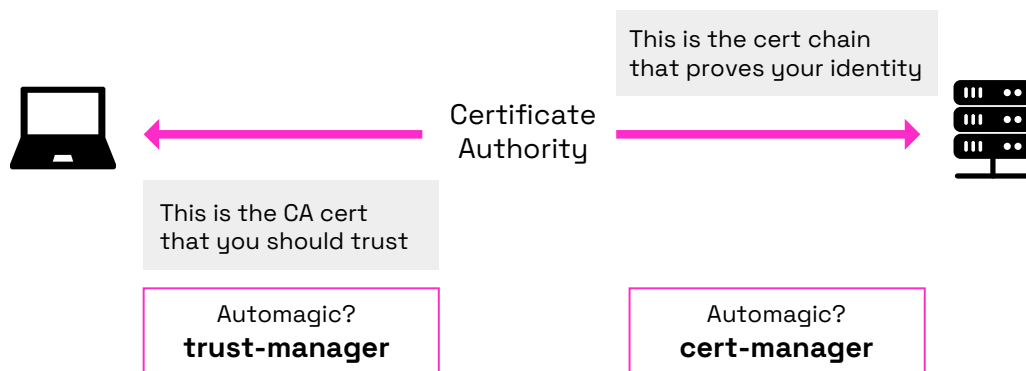 This is the cert chain
that proves your identity
Certificate
Authority
This is the CA cert
that you should trust
Automagic?
trust-manager
Automagic?
cert-manager